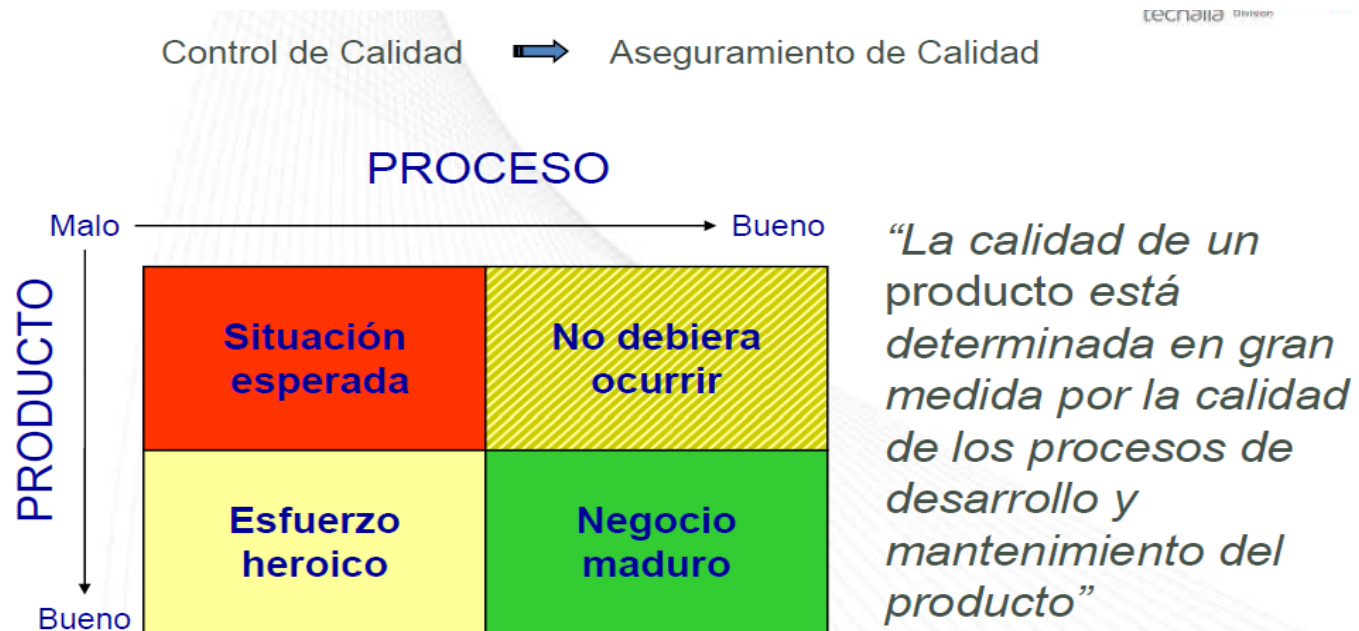 tecnalia Division
Control de Calidad
Aseguramiento de Calidad
PROCESO
Malo
Bueno
PRODUCTO
Situación
esperada
No debiera
ocurrir
Esfuerzo
heroico
Negocio
maduro
Bueno
“La calidad de un
producto está
determinada en gran
medida por la calidad
de los procesos de
desarrollo y
mantenimiento del
producto”